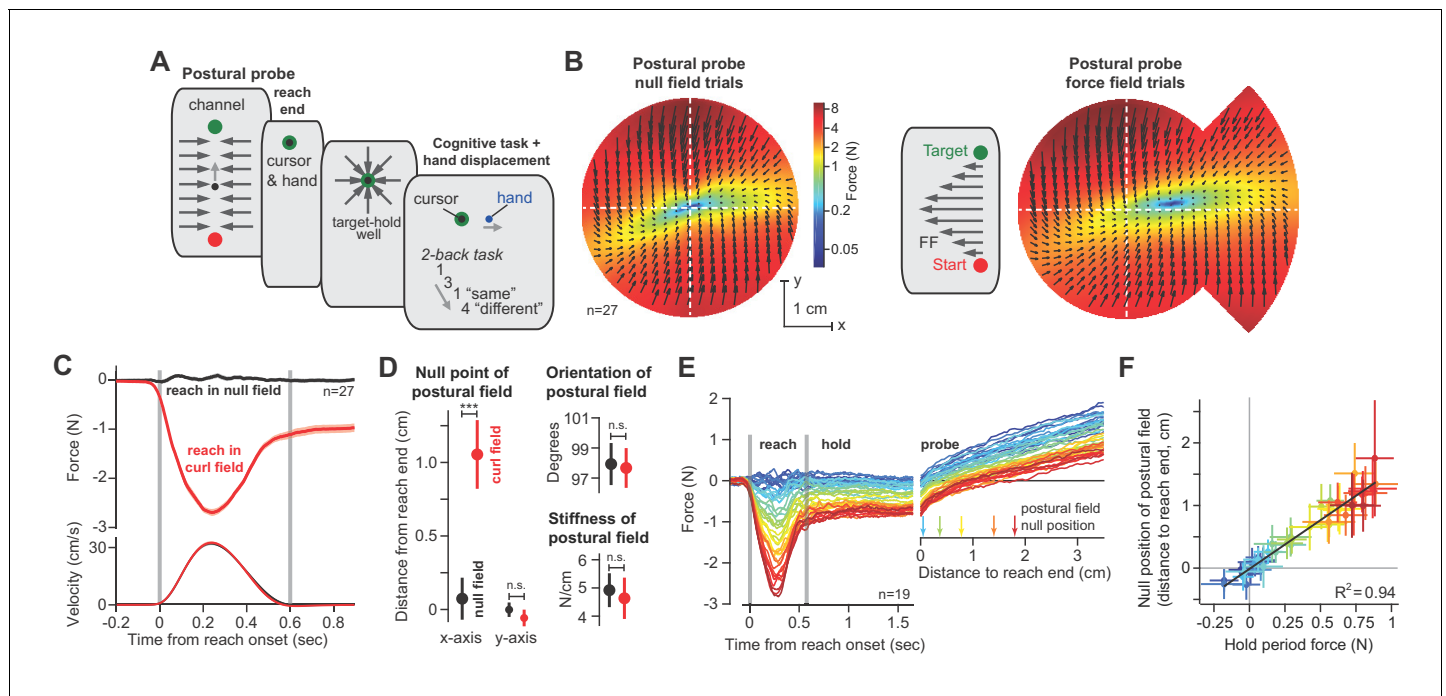 A
Postural probe
channel
reach
end
cursor
& hand
target-hold
well
Cognitive task +
hand displacement
cursor
hand
2-back task
1
3
1 “same”
4 “different”
B
Postural probe
null field trials
n=27
8
4
2
1
0.2
0.05
Force (N)
y
1 cm
x
Target
FF
Start
Postural probe
force field trials
C
0
-1
-2
-3
Force (N)
reach in null field
n=27
reach in
curl field
30
0
Velocity (cm/s)
-0.2 0 0.2 0.4 0.6 0.8
Time from reach onset (sec)
D
Null point of
postural field
***
1.0
0
Distance from reach end (cm)
curl field
null field
n.s.
x-axis y-axis
Orientation of
postural field
n.s.
101
99
97
Degrees
Stiffness of
postural field
n.s.
6
5
4
N/cm
E
2
1
0
-1
-2
-3
Force (N)
reach hold
n=19
0 0.5 1.0 1.5
Time from reach onset (sec)
probe
postural field
null position
0 1 2 3
Distance to reach end (cm)
F
Null position of postural field
(distance to reach end, cm)
2
1
0
R2=0.94
-0.25 0 0.25 0.5 0.75 1
Hold period force (N)